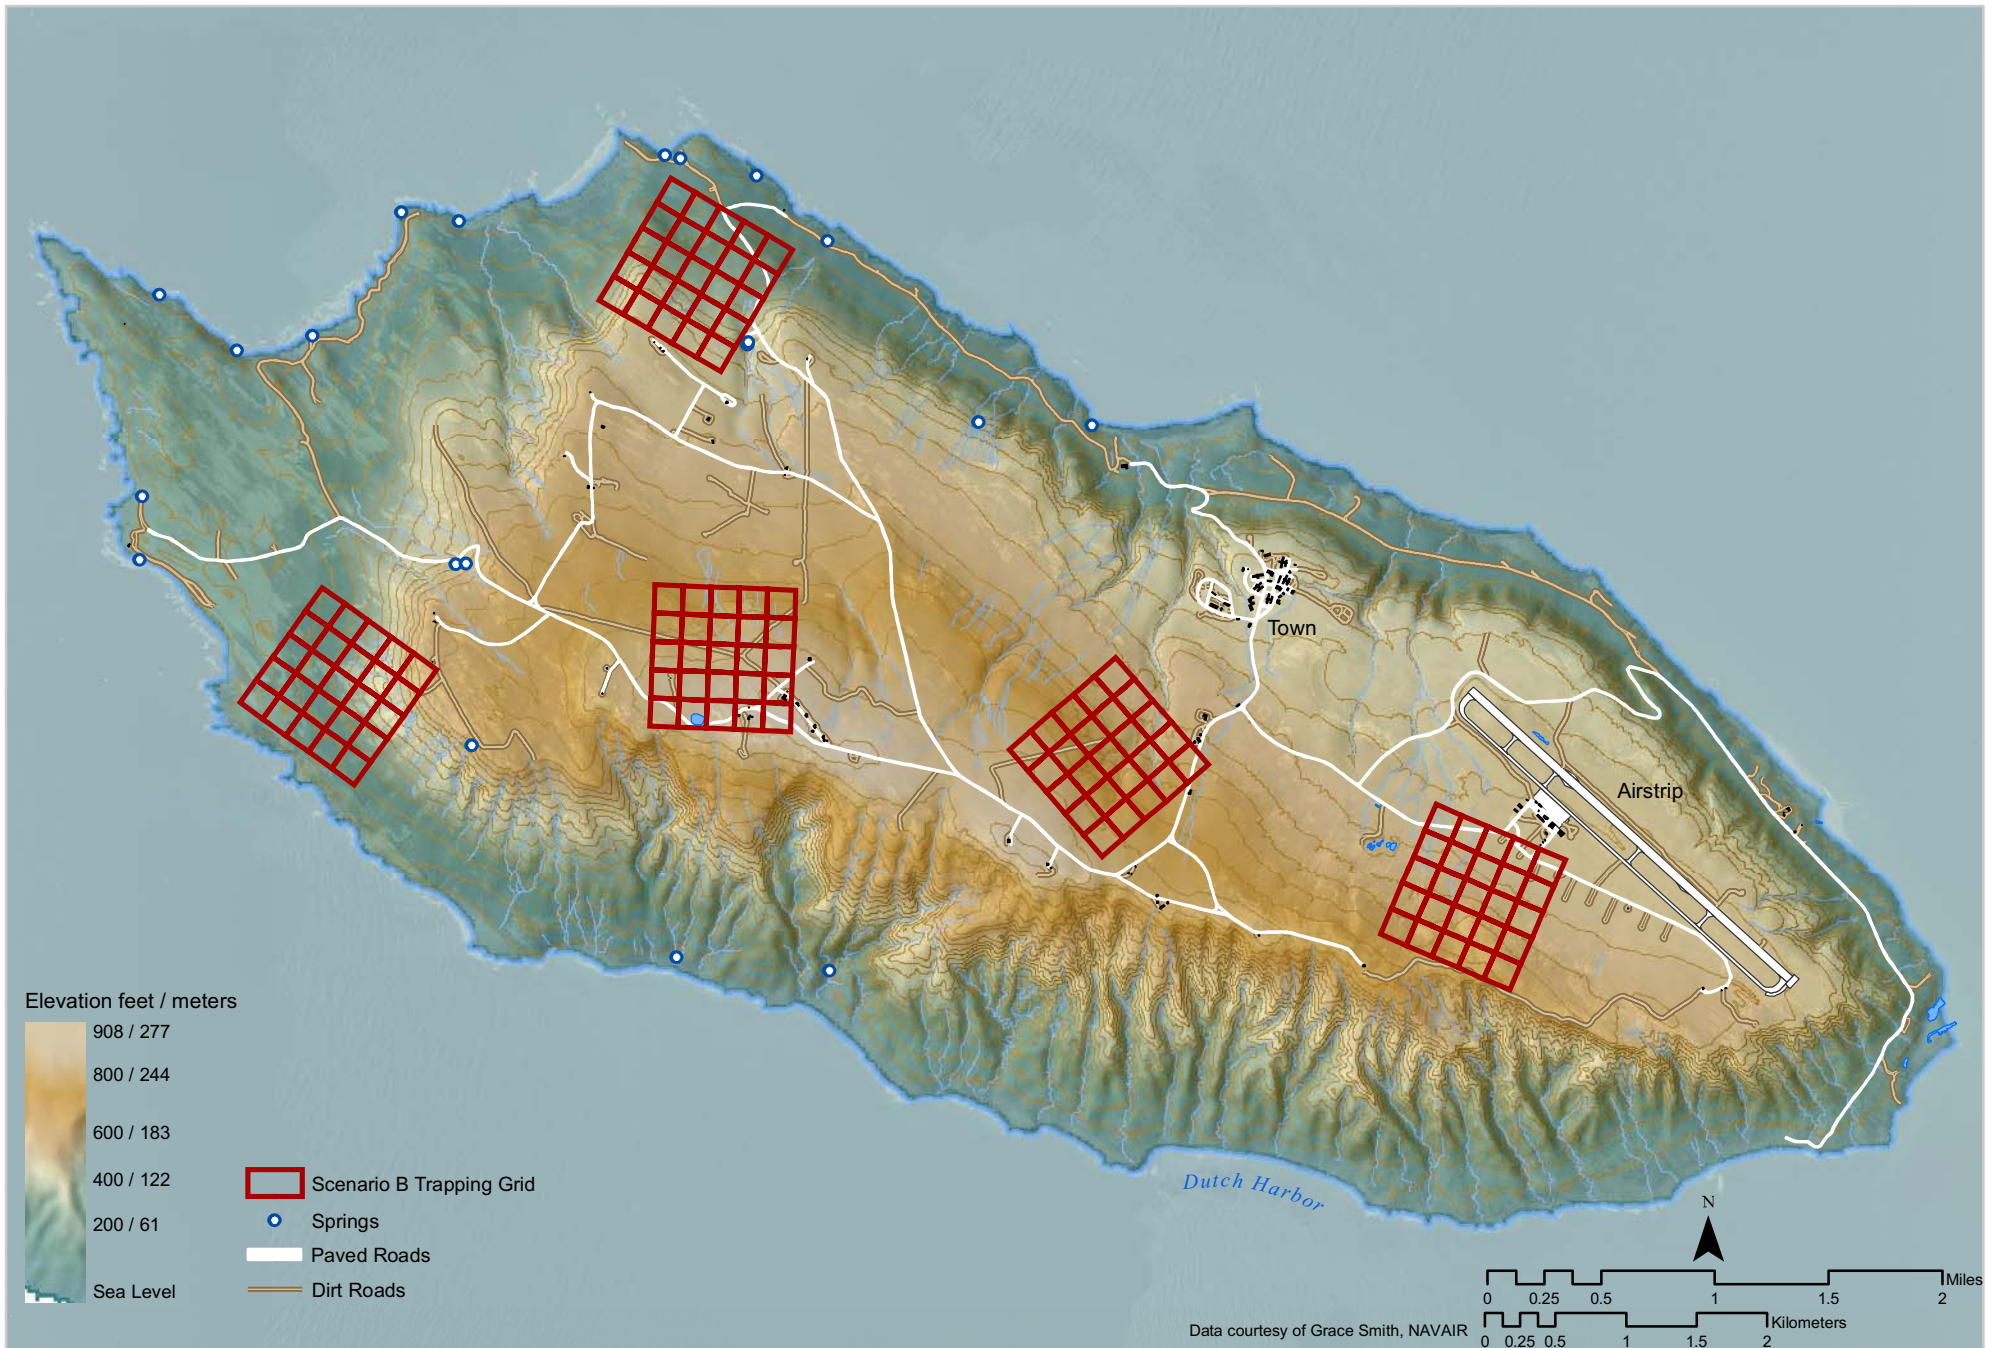 Town
Airstrip
Elevation feet / meters
908 / 277
800 / 244
600 / 183
400 / 122
200 / 61
Sea Level
Scenario B Trapping Grid
Springs
Paved Roads
Dirt Roads
Dutch Harbor
N
Miles
0 0.25 0.5 1 1.5 2
Kilometers
0 0.25 0.5 1 1.5 2
Data courtesy of Grace Smith, NAVAIR